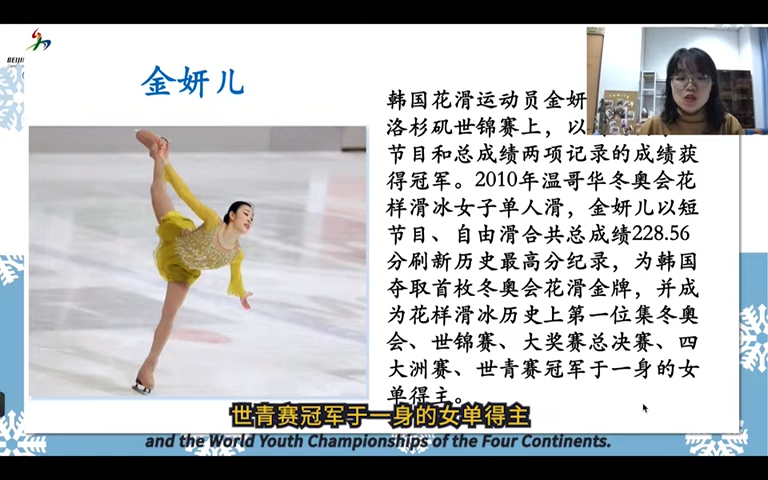 BEIJI
金妍儿
韩国花滑运动员金妍
洛杉矶世锦赛上，以
节目和总成绩两项记录的成绩获
得冠军。2010年温哥华冬奥会花
样滑冰女子单人滑，金妍儿以短
节目、自由滑合共总成绩228.56
分刷新历史最高分纪录，为韩国
夺取首枚冬奥会花滑金牌，并成
为花样滑冰历史上第一位集冬奥
会、世锦赛、大奖赛总决赛、四
大洲赛、世青赛冠军于一身的女
单得主。
世青赛冠军于一身的女单得主
and the World Youth Championships of the Four Continents.